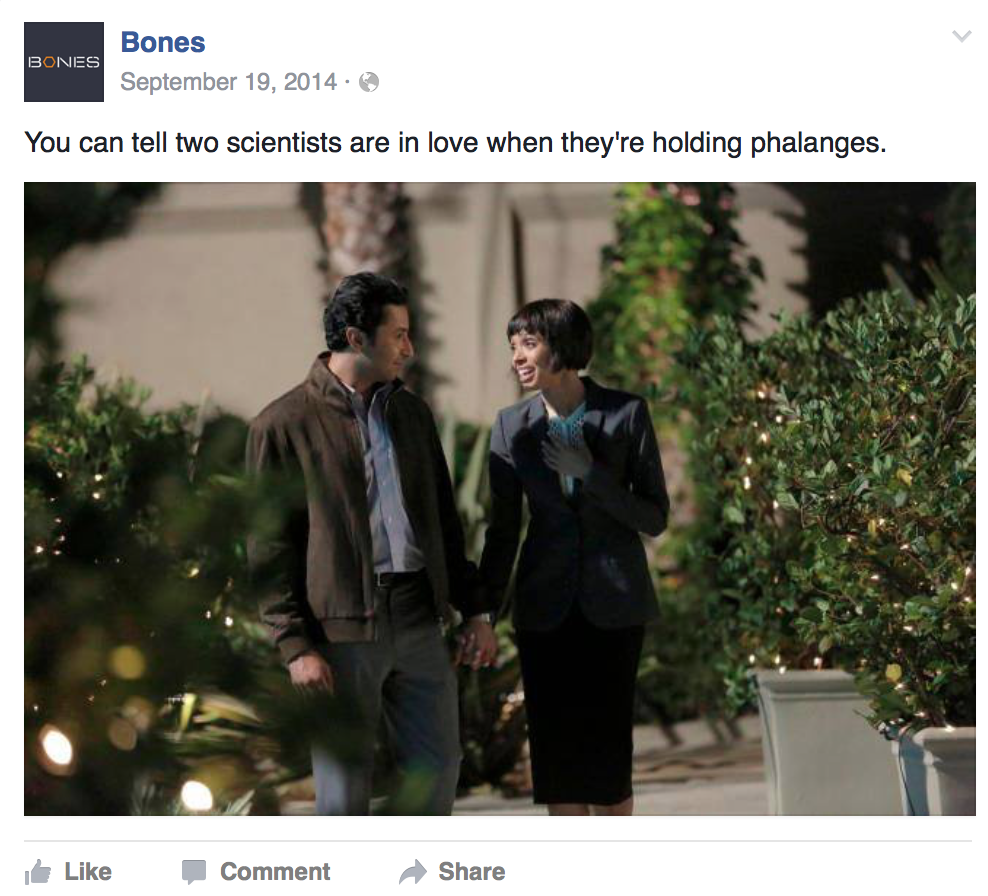 BONES
Bones
September 19, 2014 ·
You can tell two scientists are in love when they're holding phalanges.
Like Comment Share